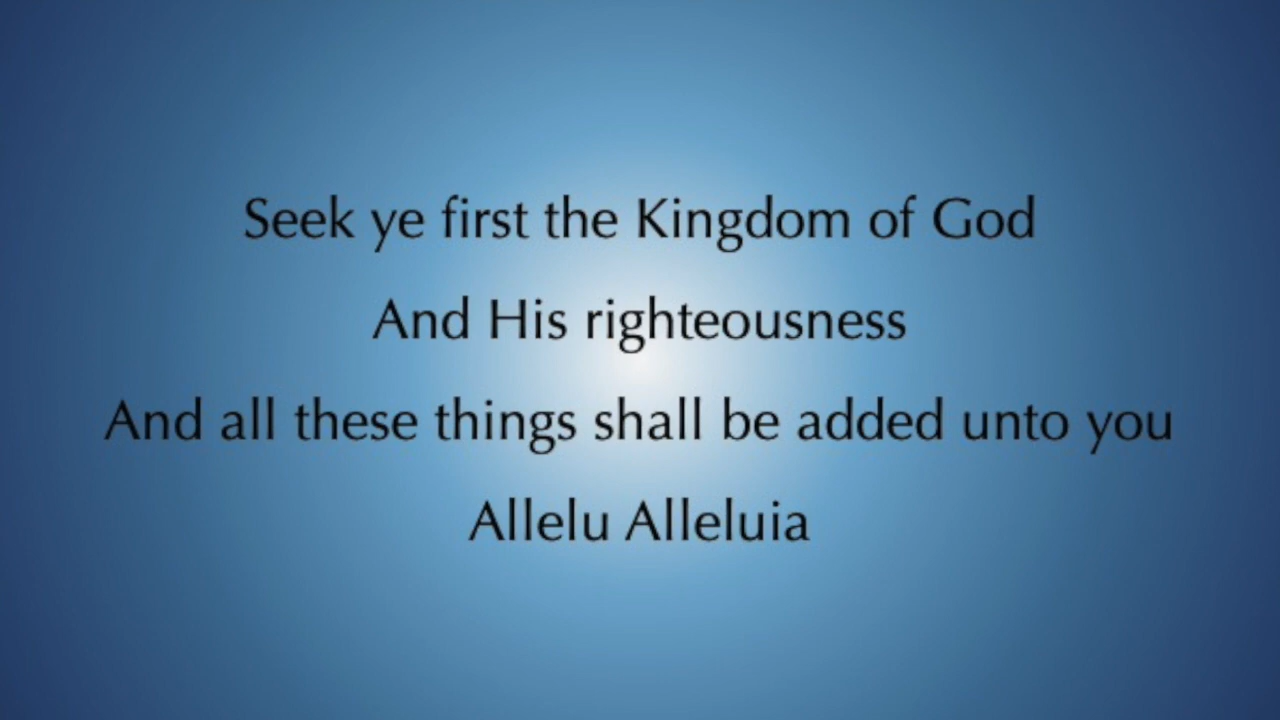 Seek ye first the Kingdom of God
And His righteousness
And all these things shall be added unto you
Allelu Alleluia